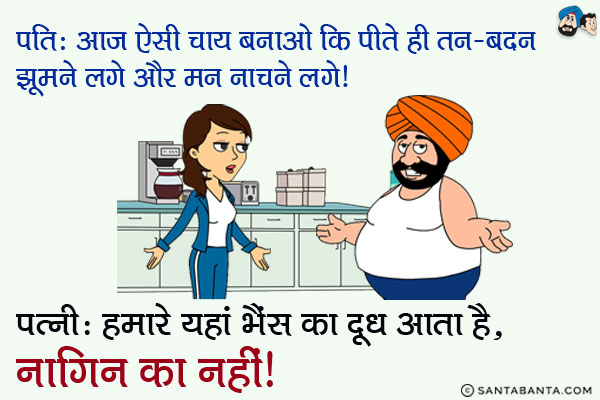 पति: आज ऐसी चाय बनाओ कि पीते ही तन-बदन
झूमने लगे और मन नाचने लगे!
पत्नी: हमारे यहां भैंस का दूध आता है,
नागिन का नहीं!
© SANTABANTA.COM